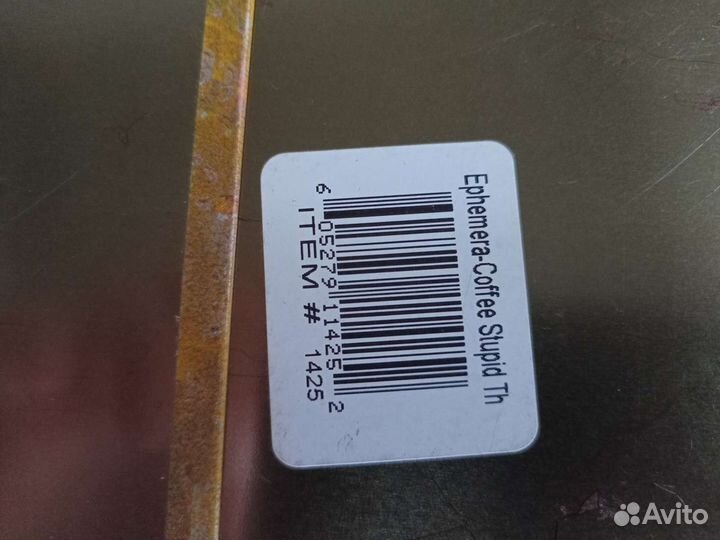 Ephemera-Coffee Stupid Th
6 05279 11425 2
ITEM # 1425
Avito